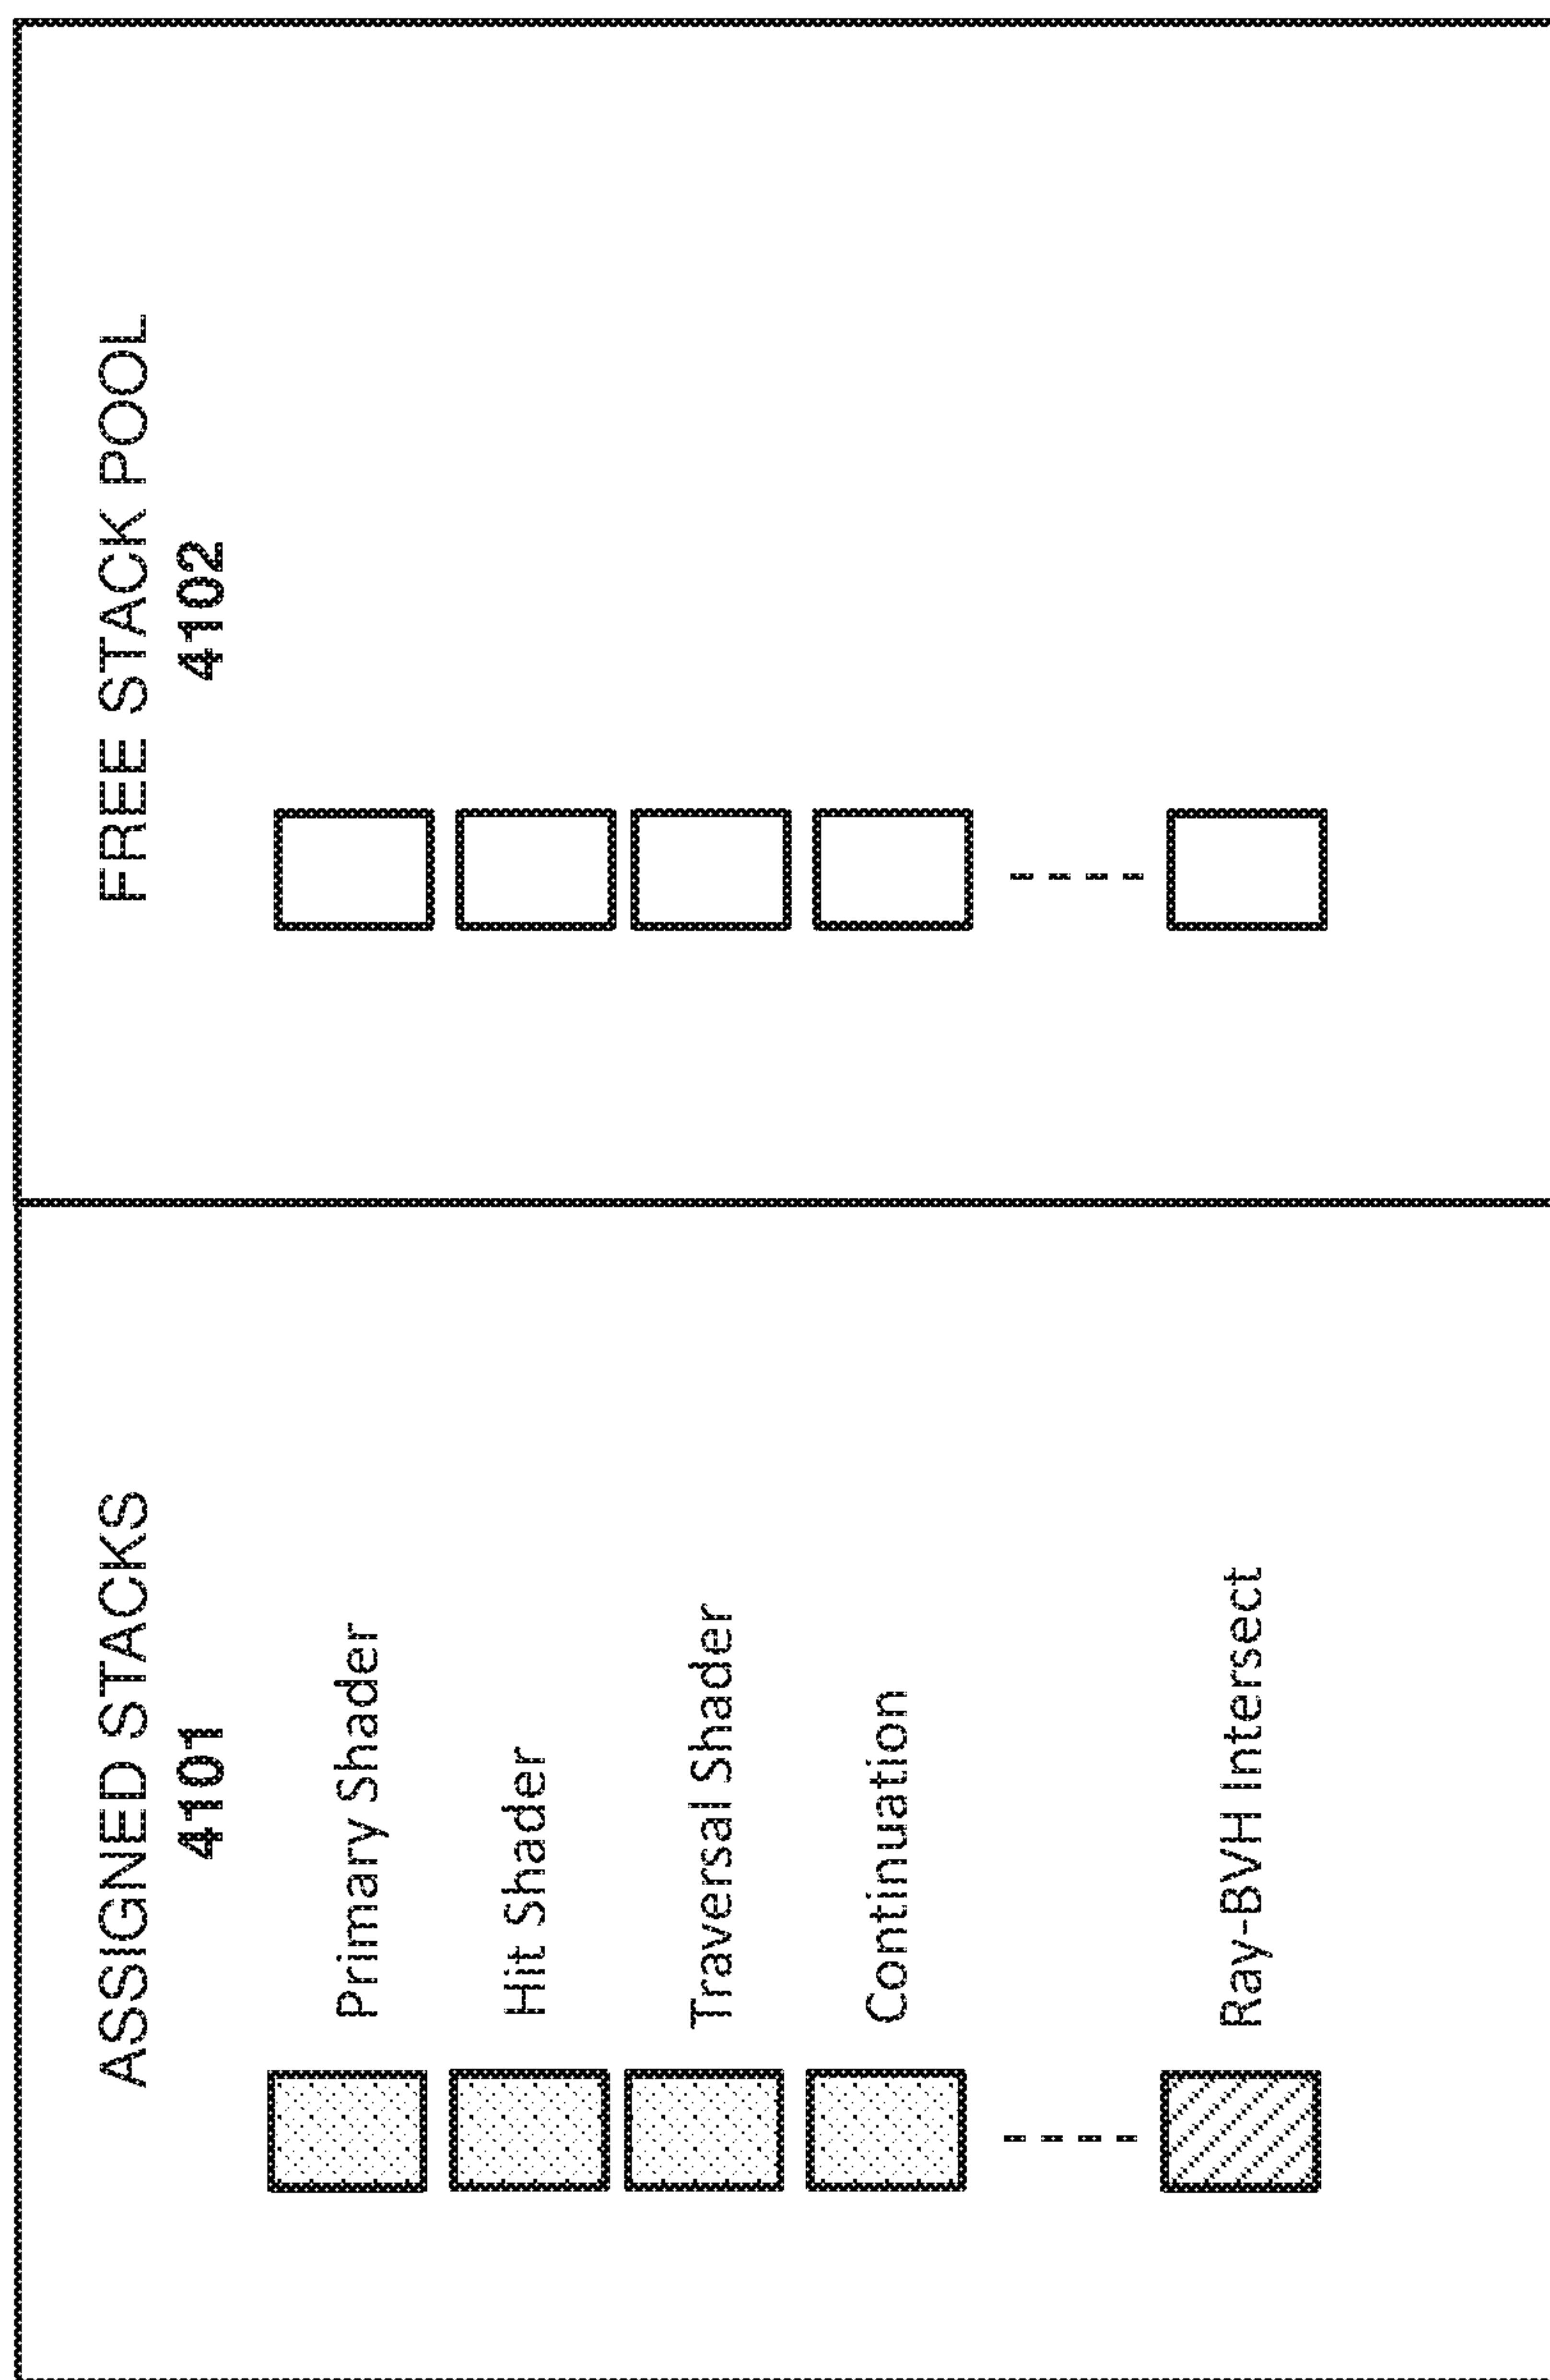 ASSIGNED STACKS
4101
Primary Shader
Hit Shader
Traversal Shader
Continuation
Ray-BVH Intersect
FREE STACK POOL
4102